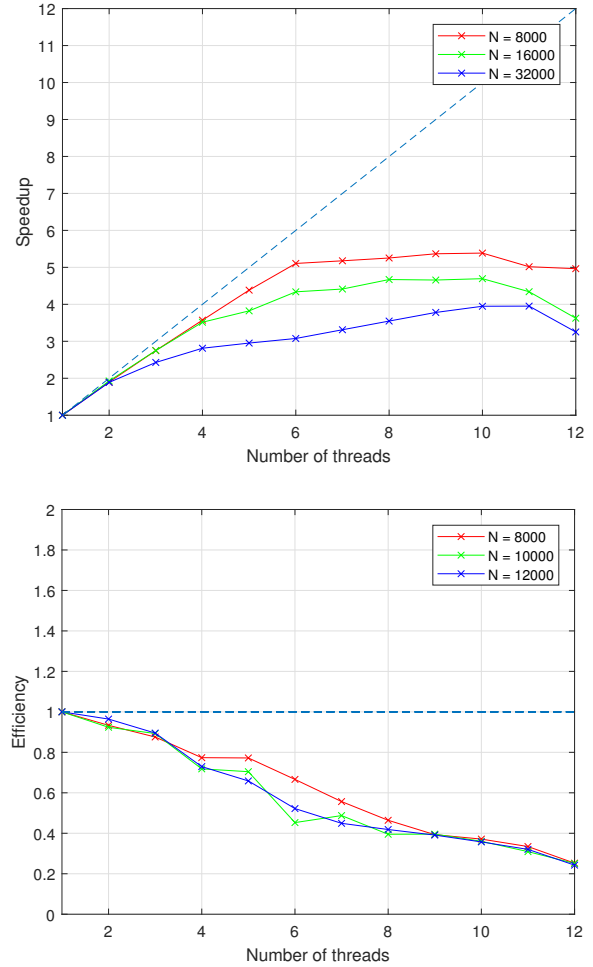 12
11
10
9
8
7
6
5
4
3
2
1
Speedup
N = 8000
N = 16000
N = 32000
2 4 6 8 10 12
Number of threads
2
1.8
1.6
1.4
1.2
1
0.8
0.6
0.4
0.2
0
Efficiency
N = 8000
N = 10000
N = 12000
2 4 6 8 10 12
Number of threads